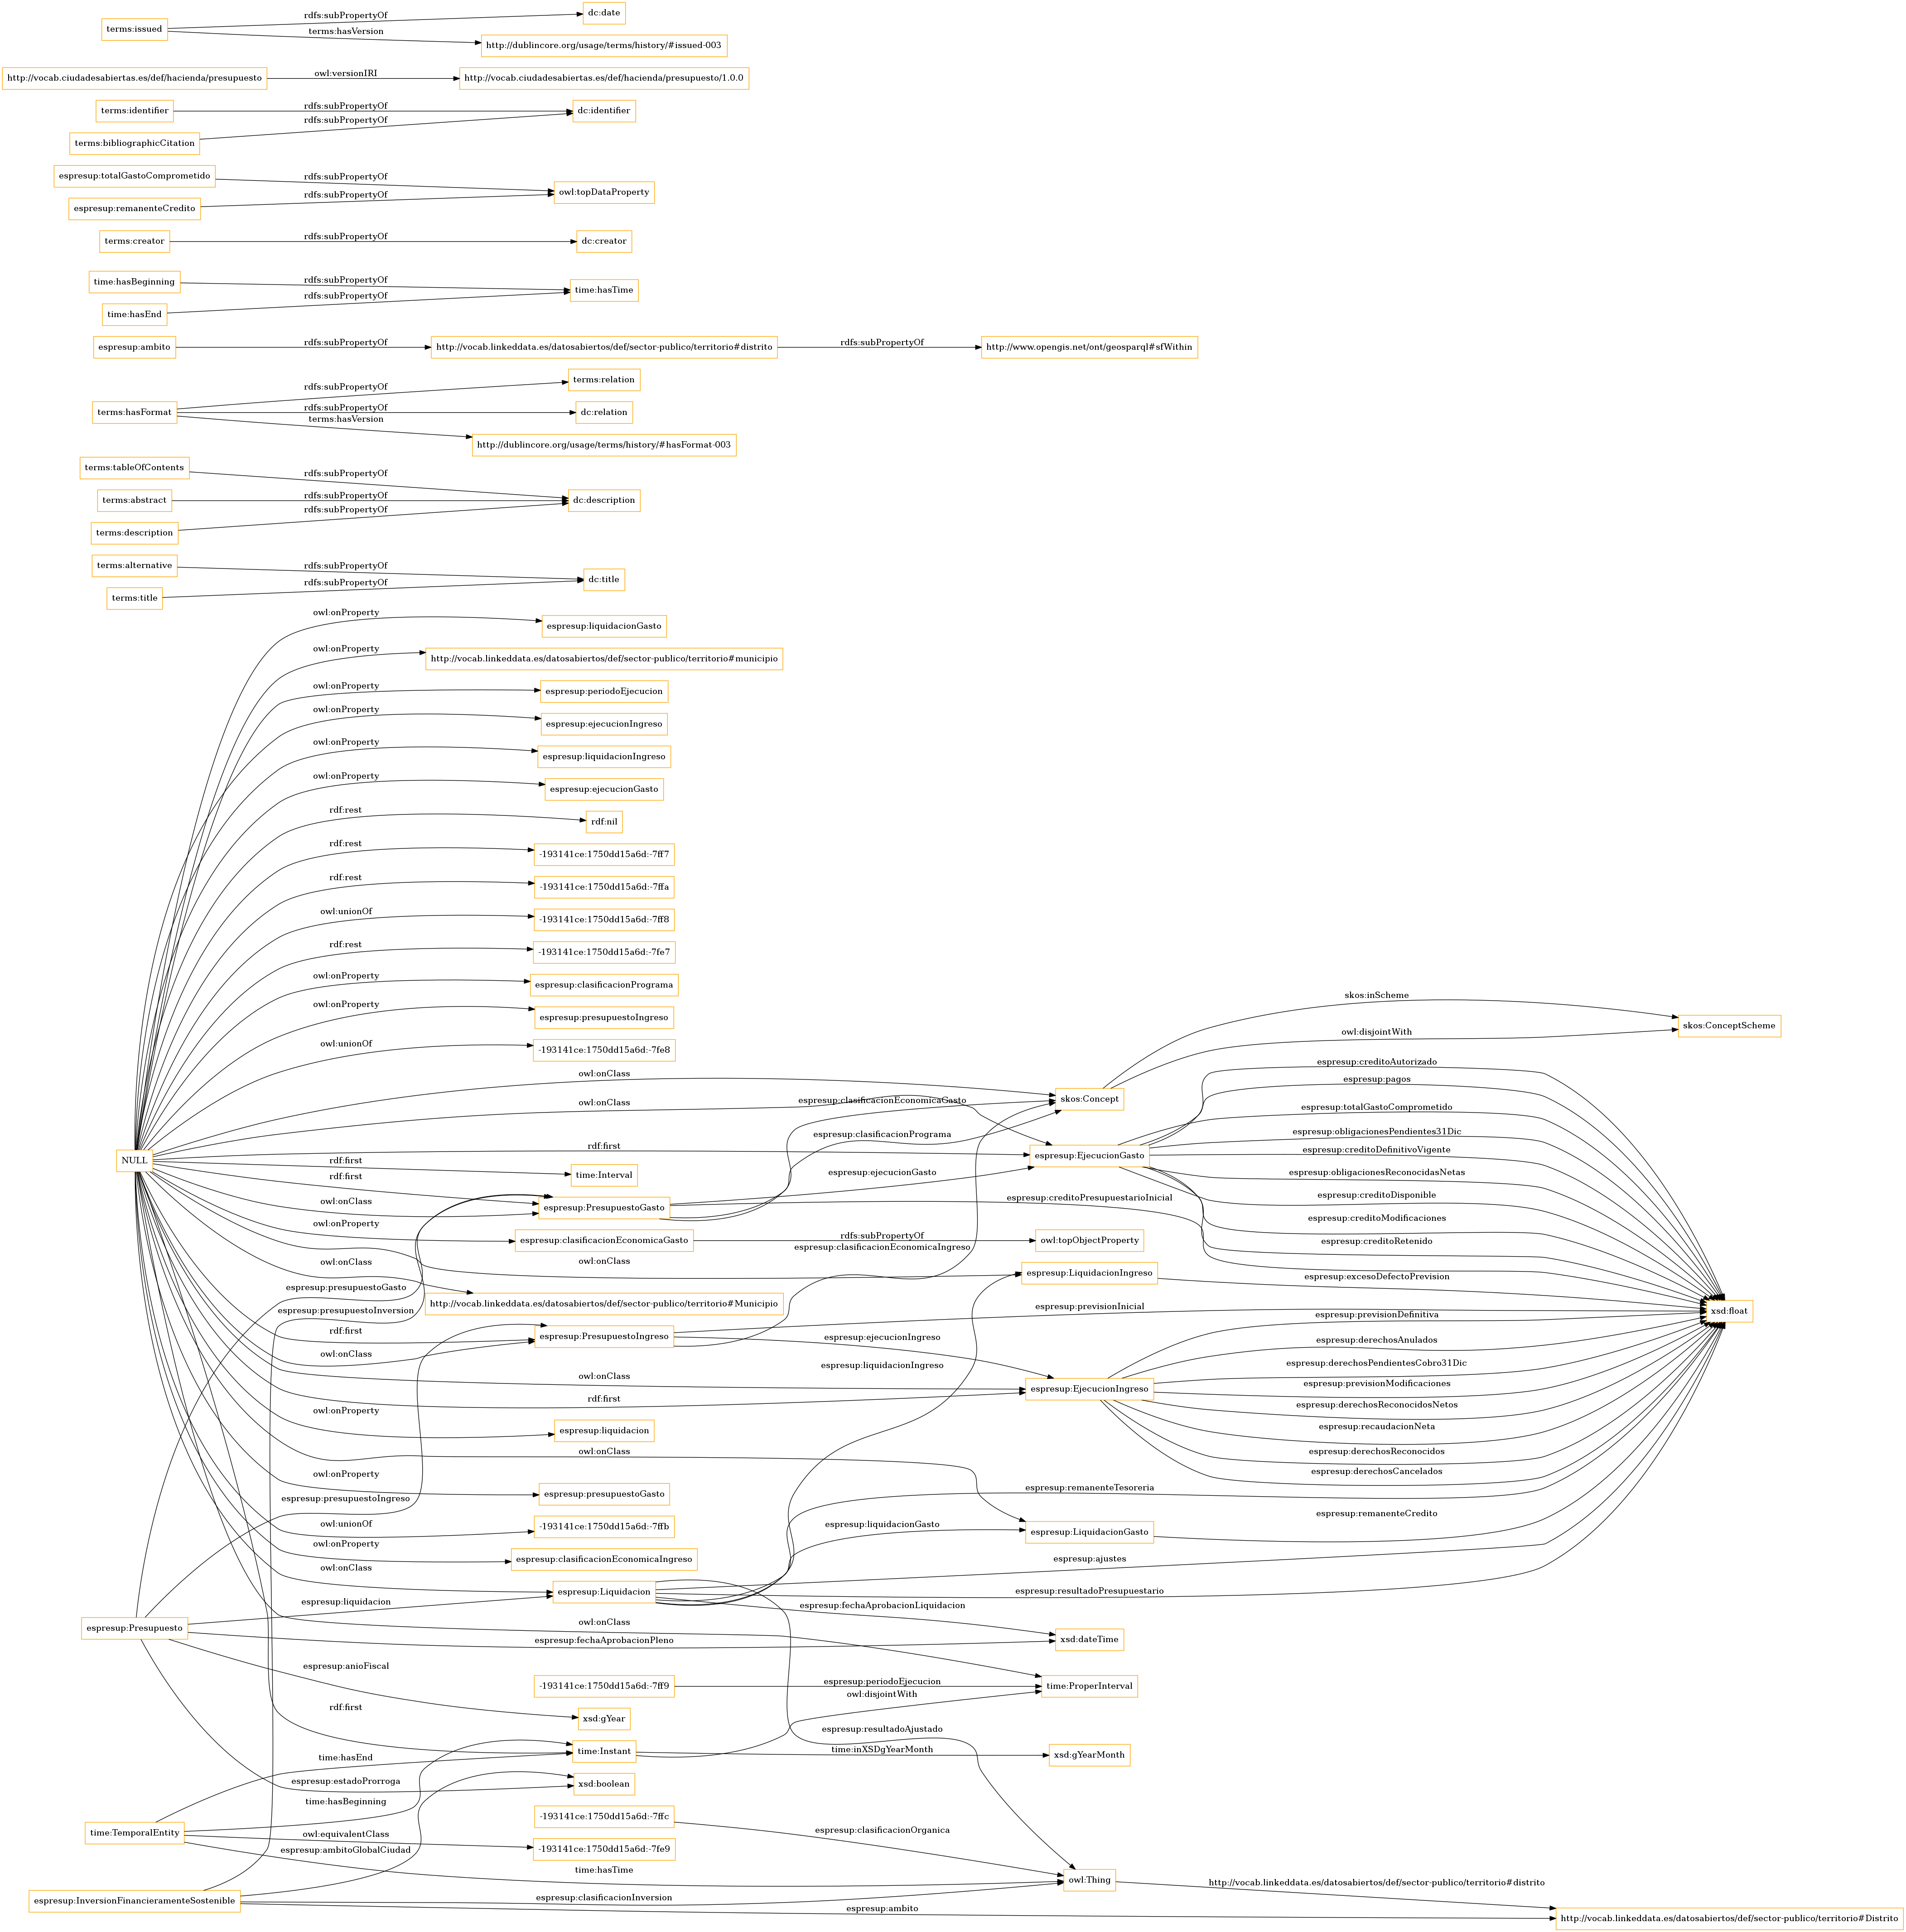 terms:issued
rdfs:subPropertyOf
dc:date
terms:hasVersion
http://dublincore.org/usage/terms/history/#issued-003
http://vocab.ciudadesabiertas.es/def/hacienda/presupuesto
owl:versionIRI
http://vocab.ciudadesabiertas.es/def/hacienda/presupuesto/1.0.0
terms:identifier
rdfs:subPropertyOf
dc:identifier
terms:bibliographicCitation
rdfs:subPropertyOf
espresup:totalGastoComprometido
rdfs:subPropertyOf
owl:topDataProperty
espresup:remanenteCredito
rdfs:subPropertyOf
terms:creator
rdfs:subPropertyOf
dc:creator
time:hasBeginning
rdfs:subPropertyOf
time:hasTime
time:hasEnd
rdfs:subPropertyOf
espresup:ambito
rdfs:subPropertyOf
http://vocab.linkeddata.es/datosabiertos/def/sector-publico/territorio#distrito
rdfs:subPropertyOf
http://www.opengis.net/ont/geosparql#sfWithin
terms:hasFormat
rdfs:subPropertyOf
terms:relation
rdfs:subPropertyOf
dc:relation
terms:hasVersion
http://dublincore.org/usage/terms/history/#hasFormat-003
terms:tableOfContents
rdfs:subPropertyOf
terms:abstract
rdfs:subPropertyOf
dc:description
terms:description
rdfs:subPropertyOf
terms:alternative
rdfs:subPropertyOf
dc:title
terms:title
rdfs:subPropertyOf
owl:onProperty
espresup:liquidacionGasto
owl:onProperty
http://vocab.linkeddata.es/datosabiertos/def/sector-publico/territorio#municipio
owl:onProperty
espresup:periodoEjecucion
owl:onProperty
espresup:ejecucionIngreso
owl:onProperty
espresup:liquidacionIngreso
owl:onProperty
espresup:ejecucionGasto
rdf:rest
rdf:nil
rdf:rest
-193141ce:1750dd15a6d:-7ff7
rdf:rest
-193141ce:1750dd15a6d:-7ffa
owl:unionOf
-193141ce:1750dd15a6d:-7ff8
rdf:rest
-193141ce:1750dd15a6d:-7fe7
owl:onProperty
espresup:clasificacionPrograma
owl:onProperty
espresup:presupuestoIngreso
owl:unionOf
-193141ce:1750dd15a6d:-7fe8
skos:inScheme
skos:ConceptScheme
owl:disjointWith
owl:onClass
skos:Concept
owl:onClass
espresup:clasificacionEconomicaGasto
espresup:clasificacionPrograma
NULL
rdf:first
espresup:EjecucionGasto
rdf:first
time:Interval
rdf:first
espresup:ejecucionGasto
owl:onClass
espresup:PresupuestoGasto
espresup:creditoPresupuestarioInicial
espresup:creditoAutorizado
espresup:pagos
espresup:totalGastoComprometido
espresup:obligacionesPendientes31Dic
espresup:creditoDefinitivoVigente
espresup:obligacionesReconocidasNetas
espresup:creditoDisponible
espresup:creditoModificaciones
espresup:creditoRetenido
owl:onProperty
espresup:clasificacionEconomicaGasto
rdfs:subPropertyOf
owl:topObjectProperty
espresup:clasificacionEconomicaIngreso
owl:onClass
owl:onClass
espresup:LiquidacionIngreso
espresup:excesoDefectoPrevision
http://vocab.linkeddata.es/datosabiertos/def/sector-publico/territorio#Municipio
espresup:presupuestoGasto
espresup:presupuestoInversion
rdf:first
espresup:PresupuestoIngreso
espresup:previsionInicial
xsd:float
owl:onClass
espresup:ejecucionIngreso
espresup:liquidacionIngreso
owl:onClass
espresup:EjecucionIngreso
rdf:first
espresup:previsionDefinitiva
espresup:derechosAnulados
espresup:derechosPendientesCobro31Dic
espresup:previsionModificaciones
espresup:derechosReconocidosNetos
espresup:recaudacionNeta
espresup:derechosReconocidos
espresup:derechosCancelados
owl:onProperty
espresup:liquidacion
owl:onClass
owl:onProperty
espresup:presupuestoGasto
espresup:presupuestoIngreso
espresup:remanenteTesoreria
owl:unionOf
-193141ce:1750dd15a6d:-7ffb
espresup:liquidacionGasto
espresup:LiquidacionGasto
espresup:remanenteCredito
owl:onProperty
espresup:clasificacionEconomicaIngreso
espresup:ajustes
owl:onClass
espresup:Liquidacion
espresup:resultadoPresupuestario
espresup:liquidacion
espresup:Presupuesto
espresup:fechaAprobacionLiquidacion
owl:onClass
espresup:fechaAprobacionPleno
xsd:dateTime
espresup:anioFiscal
-193141ce:1750dd15a6d:-7ff9
espresup:periodoEjecucion
time:ProperInterval
owl:disjointWith
rdf:first
xsd:gYear
espresup:resultadoAjustado
time:hasEnd
time:Instant
time:inXSDgYearMonth
xsd:gYearMonth
espresup:estadoProrroga
xsd:boolean
time:hasBeginning
-193141ce:1750dd15a6d:-7ffc
espresup:clasificacionOrganica
time:TemporalEntity
owl:equivalentClass
-193141ce:1750dd15a6d:-7fe9
espresup:ambitoGlobalCiudad
time:hasTime
owl:Thing
http://vocab.linkeddata.es/datosabiertos/def/sector-publico/territorio#distrito
espresup:InversionFinancieramenteSostenible
espresup:clasificacionInversion
espresup:ambito
http://vocab.linkeddata.es/datosabiertos/def/sector-publico/territorio#Distrito